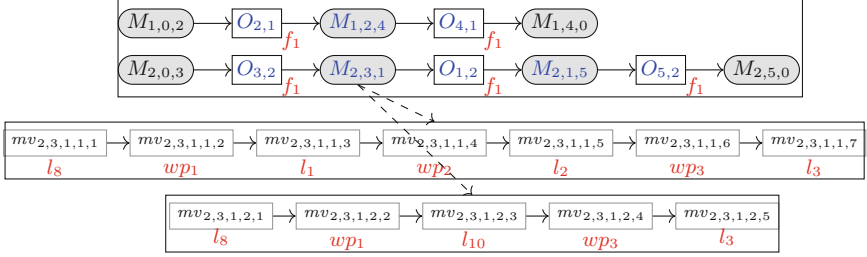 M1,0,2 O2,1 M1,2,4 O4,1 M1,4,0
f1 f1
M2,0,3 O3,2 M2,3,1 O1,2 M2,1,5 O5,2 M2,5,0
f1 f1 f1
mv2,3,1,1,1 mv2,3,1,1,2 mv2,3,1,1,3 mv2,3,1,1,4 mv2,3,1,1,5 mv2,3,1,1,6 mv2,3,1,1,7
l8 wp1 l1 wp2 l2 wp3 l3
mv2,3,1,2,1 mv2,3,1,2,2 mv2,3,1,2,3 mv2,3,1,2,4 mv2,3,1,2,5
l8 wp1 l10 wp3 l3